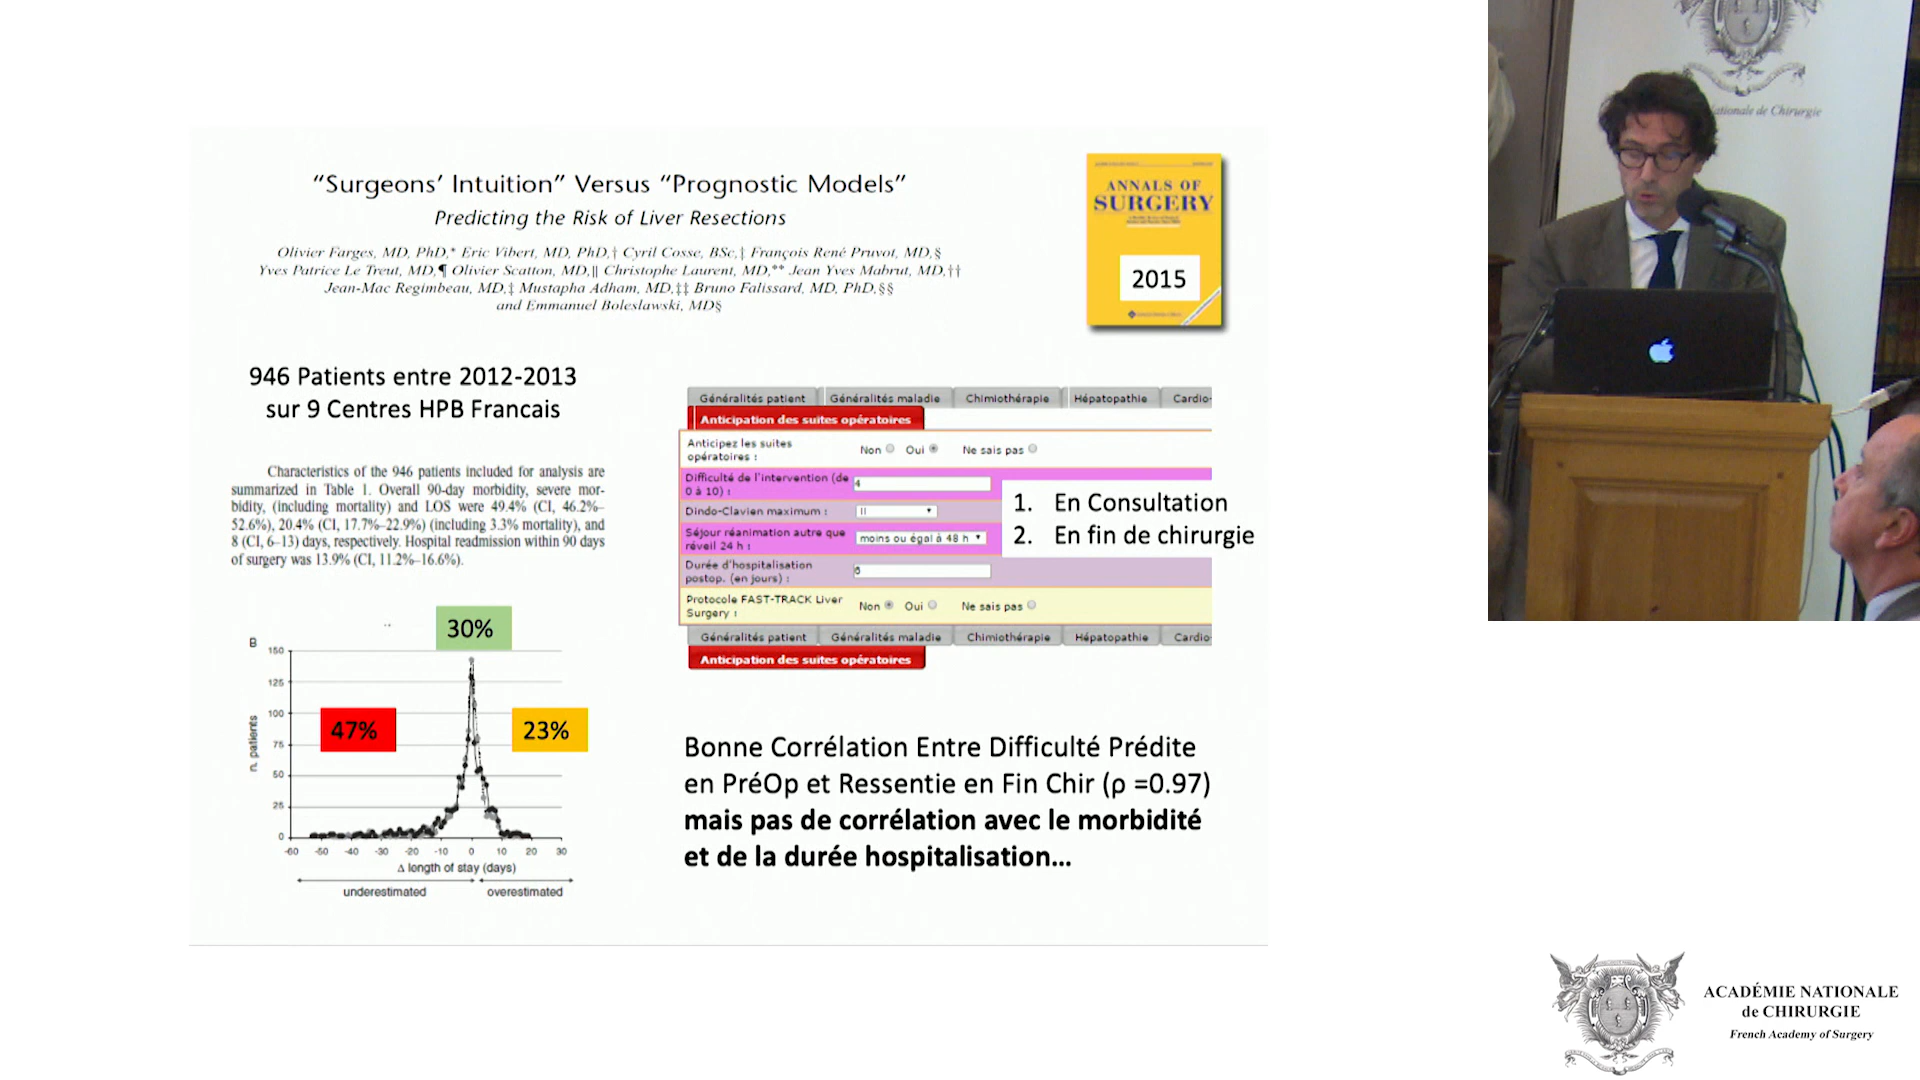 “Surgeons’ Intuition” Versus “Prognostic Models”
Predicting the Risk of Liver Resections
Olivier Farges, MD, PhD,* Eric Vibert, MD, PhD,† Cyril Cosse, BSc,‡ François René Pruvot, MD,§
Yves Patrice Le Treut, MD,¶ Olivier Scatton, MD,|| Christophe Laurent, MD,** Jean Yves Mabrut, MD,††
Jean-Mac Regimbeau, MD,‡ Mustapha Adham, MD,‡‡ Bruno Falissard, MD, PhD,§§
and Emmanuel Boleslawski, MD§
ANNALS OF
SURGERY
2015
946 Patients entre 2012-2013
sur 9 Centres HPB Francais
Characteristics of the 946 patients included for analysis are
summarized in Table 1. Overall 90-day morbidity, severe mor-
bidity, (including mortality) and LOS were 49.4% (CI, 46.2%–
52.6%), 20.4% (CI, 17.7%–22.9%) (including 3.3% mortality), and
8 (CI, 6–13) days, respectively. Hospital readmission within 90 days
of surgery was 13.9% (CI, 11.2%–16.6%).
Généralités patient Généralités maladie Chimiothérapie Hépatopathie Cardio-
Anticipation des suites opératoires
Anticipez les suites
opératoires :
Non Oui Ne sais pas
Difficulté de l'intervention (de
0 à 10) :
4
Dindo-Clavien maximum :
II
Séjour réanimation autre que
réveil 24 h :
moins ou égal à 48 h
Durée d'hospitalisation
postop. (en jours) :
6
Protocole FAST-TRACK Liver
Surgery :
Non Oui Ne sais pas
Généralités patient Généralités maladie Chimiothérapie Hépatopathie Cardio-
Anticipation des suites opératoires
1. En Consultation
2. En fin de chirurgie
B
30%
47%
23%
150
125
100
75
50
25
0
n. patients
-60 -50 -40 -30 -20 -10 0 10 20 30
Δ length of stay (days)
underestimated overestimated
Bonne Corrélation Entre Difficulté Prédite
en PréOp et Ressentie en Fin Chir (ρ =0.97)
mais pas de corrélation avec le morbidité
et de la durée hospitalisation...
nationale de Chirurgie
ACADÉMIE NATIONALE
de CHIRURGIE
French Academy of Surgery